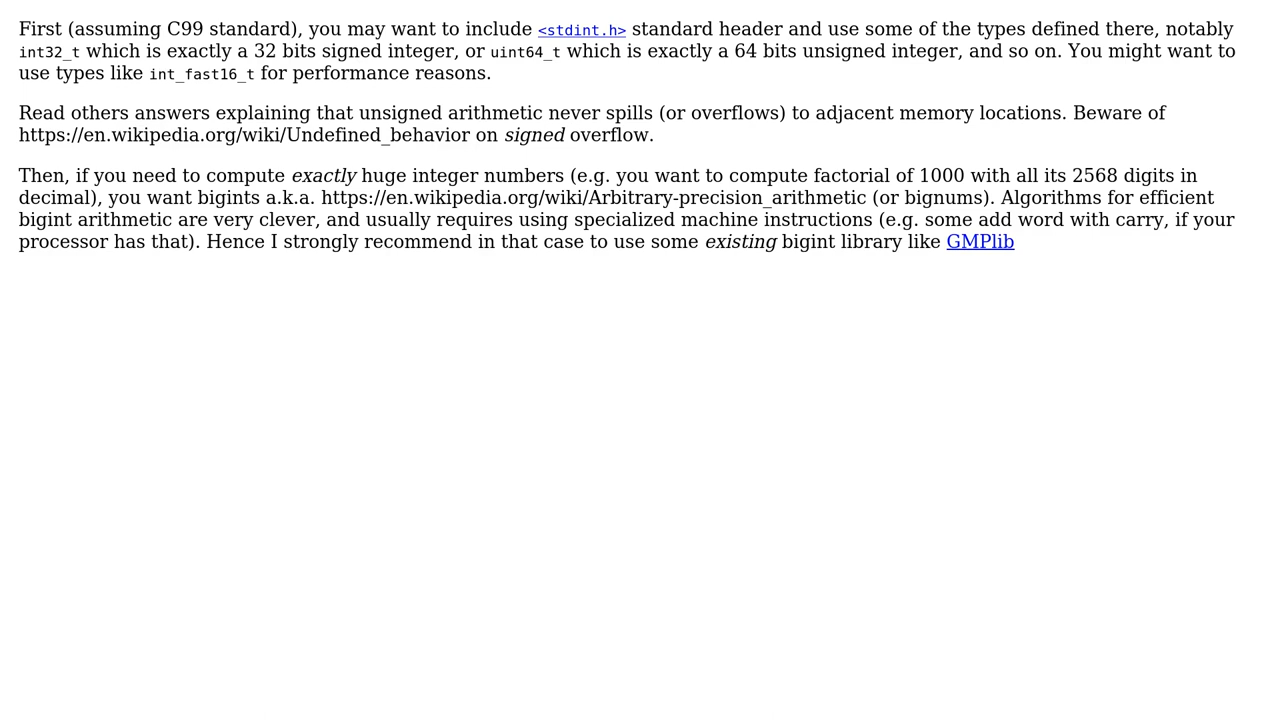 First (assuming C99 standard), you may want to include <stdint.h> standard header and use some of the types defined there, notably
int32_t which is exactly a 32 bits signed integer, or uint64_t which is exactly a 64 bits unsigned integer, and so on. You might want to
use types like int_fast16_t for performance reasons.
Read others answers explaining that unsigned arithmetic never spills (or overflows) to adjacent memory locations. Beware of
https://en.wikipedia.org/wiki/Undefined_behavior on signed overflow.
Then, if you need to compute exactly huge integer numbers (e.g. you want to compute factorial of 1000 with all its 2568 digits in
decimal), you want bigints a.k.a. https://en.wikipedia.org/wiki/Arbitrary-precision_arithmetic (or bignums). Algorithms for efficient
bigint arithmetic are very clever, and usually requires using specialized machine instructions (e.g. some add word with carry, if your
processor has that). Hence I strongly recommend in that case to use some existing bigint library like GMPlib